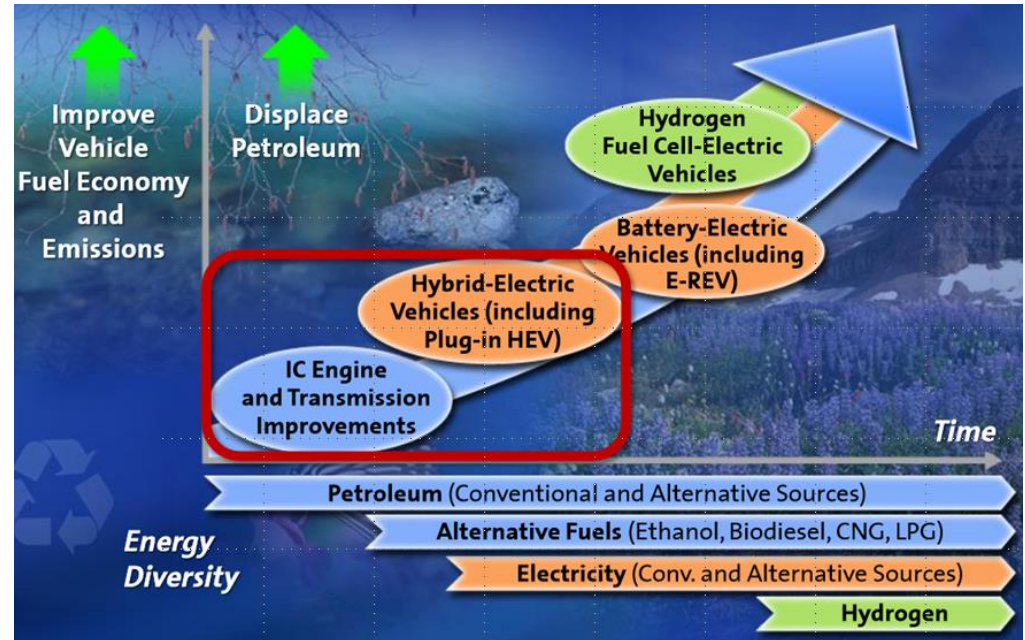 Improve
Vehicle
Fuel Economy
and
Emissions
Displace
Petroleum
Hydrogen
Fuel Cell-Electric
Vehicles
Battery-Electric
Vehicles (including
E-REV)
Hybrid-Electric
Vehicles (including
Plug-in HEV)
IC Engine
and Transmission
Improvements
Time
Energy
Diversity
Petroleum (Conventional and Alternative Sources)
Alternative Fuels (Ethanol, Biodiesel, CNG, LPG)
Electricity (Conv. and Alternative Sources)
Hydrogen